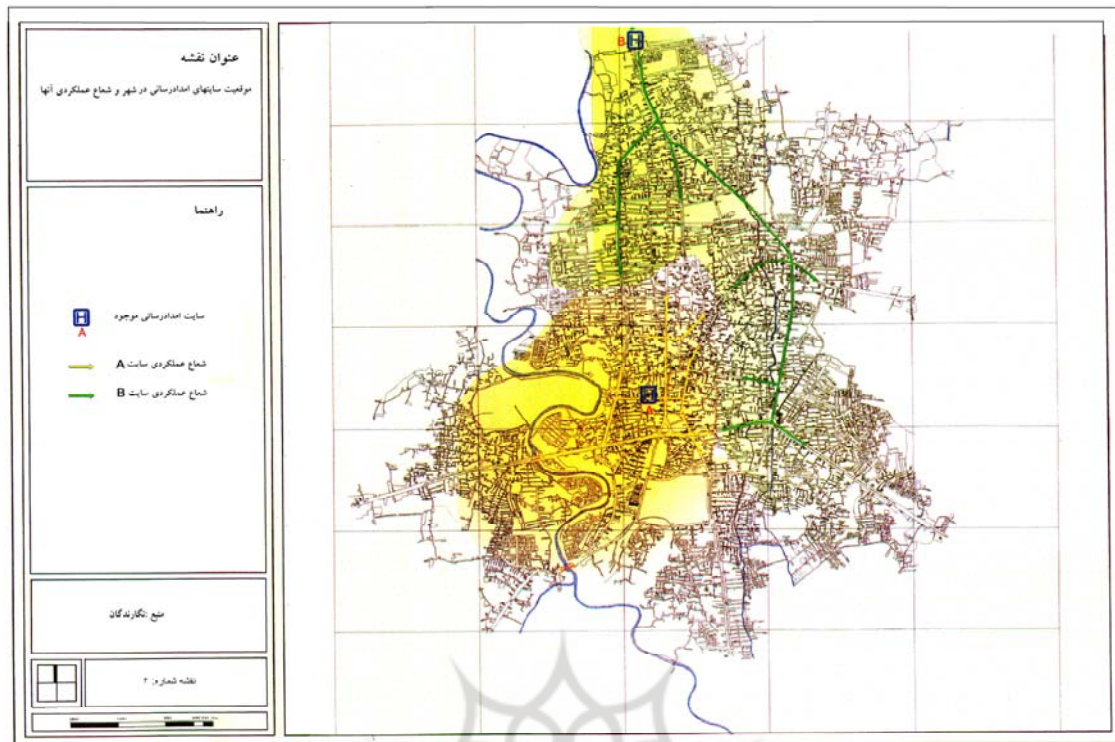 عنوان نقشه
موقعیت سایتهای امدادرسانی در شهر و شعاع عملکردی آنها
راهنما
سایت امدادرسانی موجود
A
شعاع عملکردی سایت A
شعاع عملکردی سایت B
منبع :نگارندگان
نقشه شماره: ۲
B
A